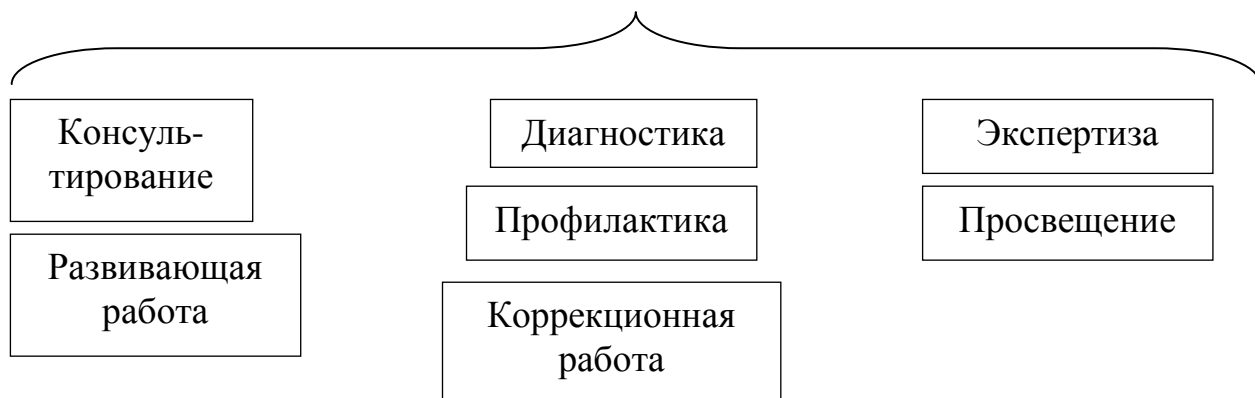 Консуль-
тирование
Развивающая
работа
Диагностика
Профилактика
Коррекционная
работа
Экспертиза
Просвещение